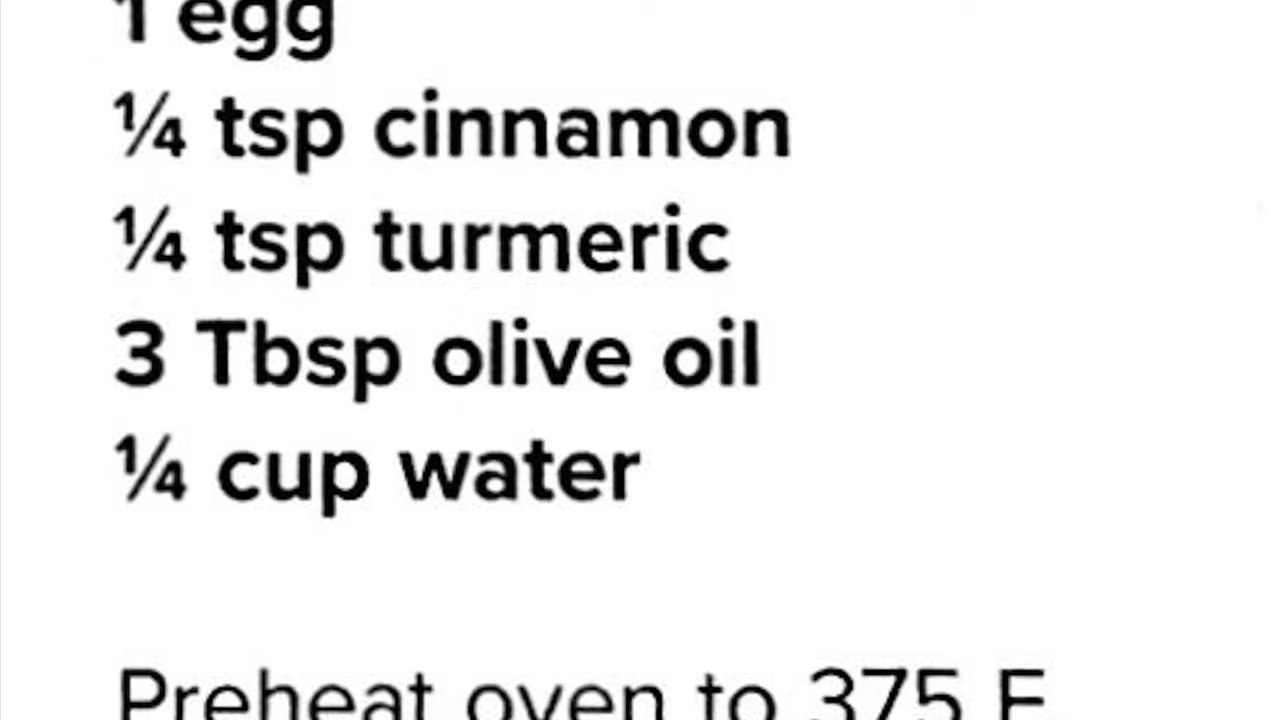 1 egg
¼ tsp cinnamon
¼ tsp turmeric
3 Tbsp olive oil
¼ cup water
Preheat oven to 375 F.